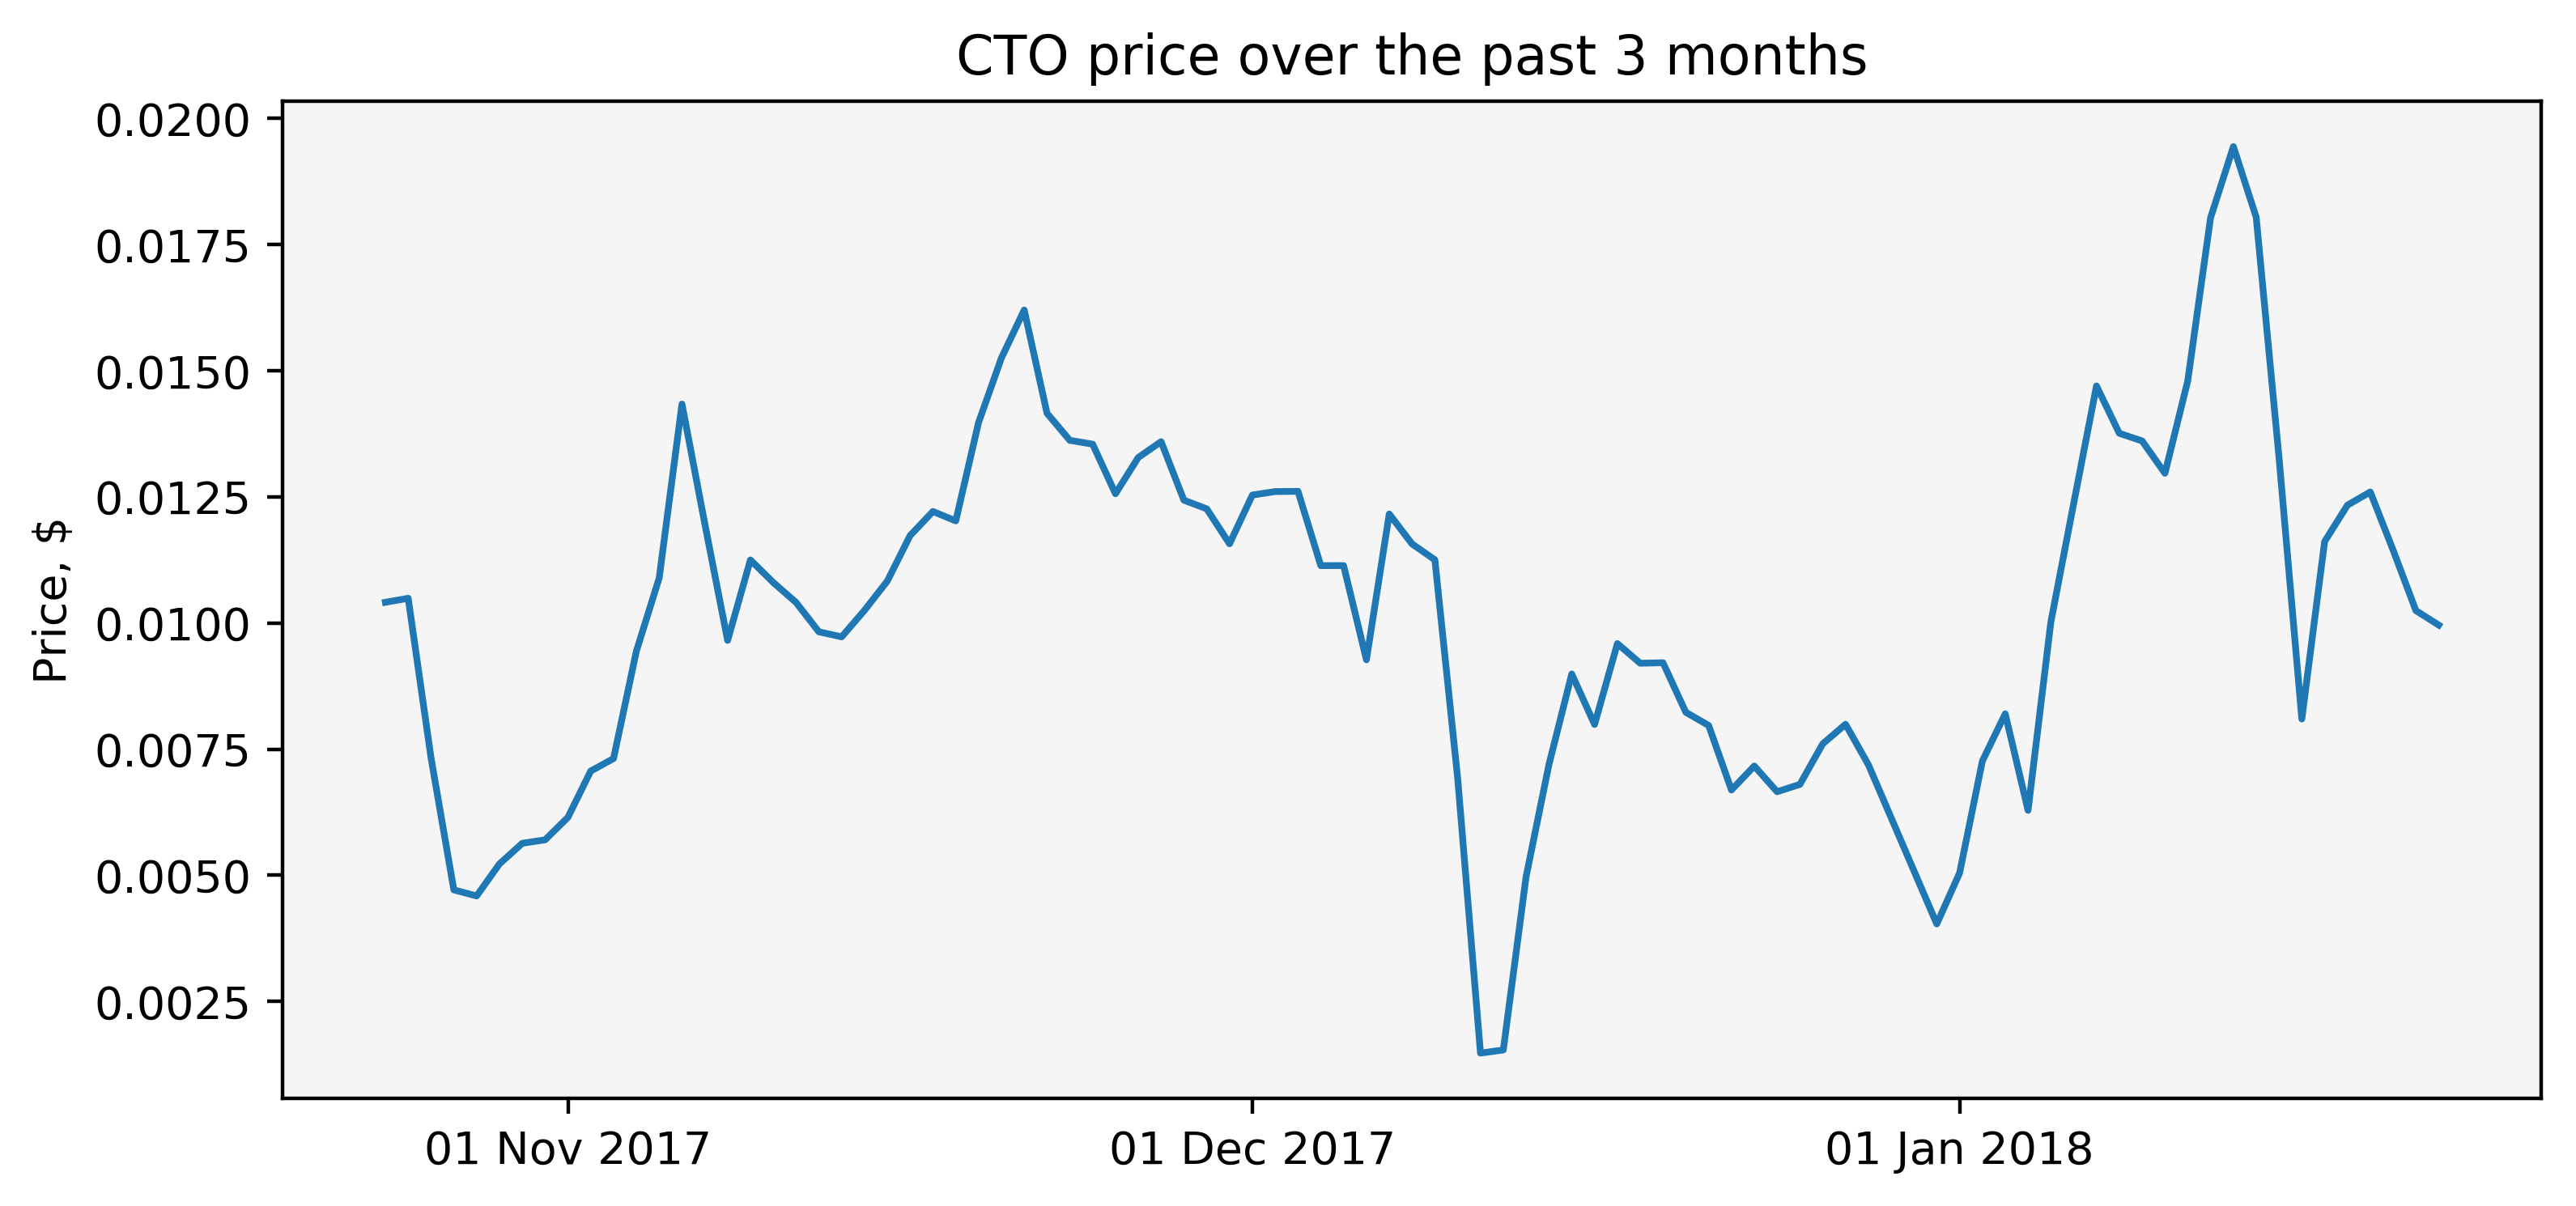 CTO price over the past 3 months
Price, $
0.0200
0.0175
0.0150
0.0125
0.0100
0.0075
0.0050
0.0025
01 Nov 2017
01 Dec 2017
01 Jan 2018